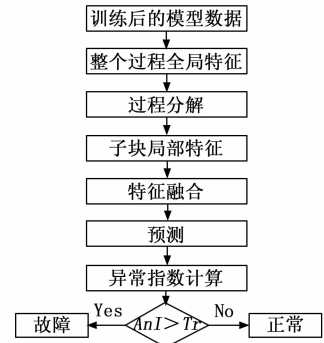 训练后的模型数据
整个过程全局特征
过程分解
子块局部特征
特征融合
预测
异常指数计算
Yes
No
故障
AnI＞Tr
正常